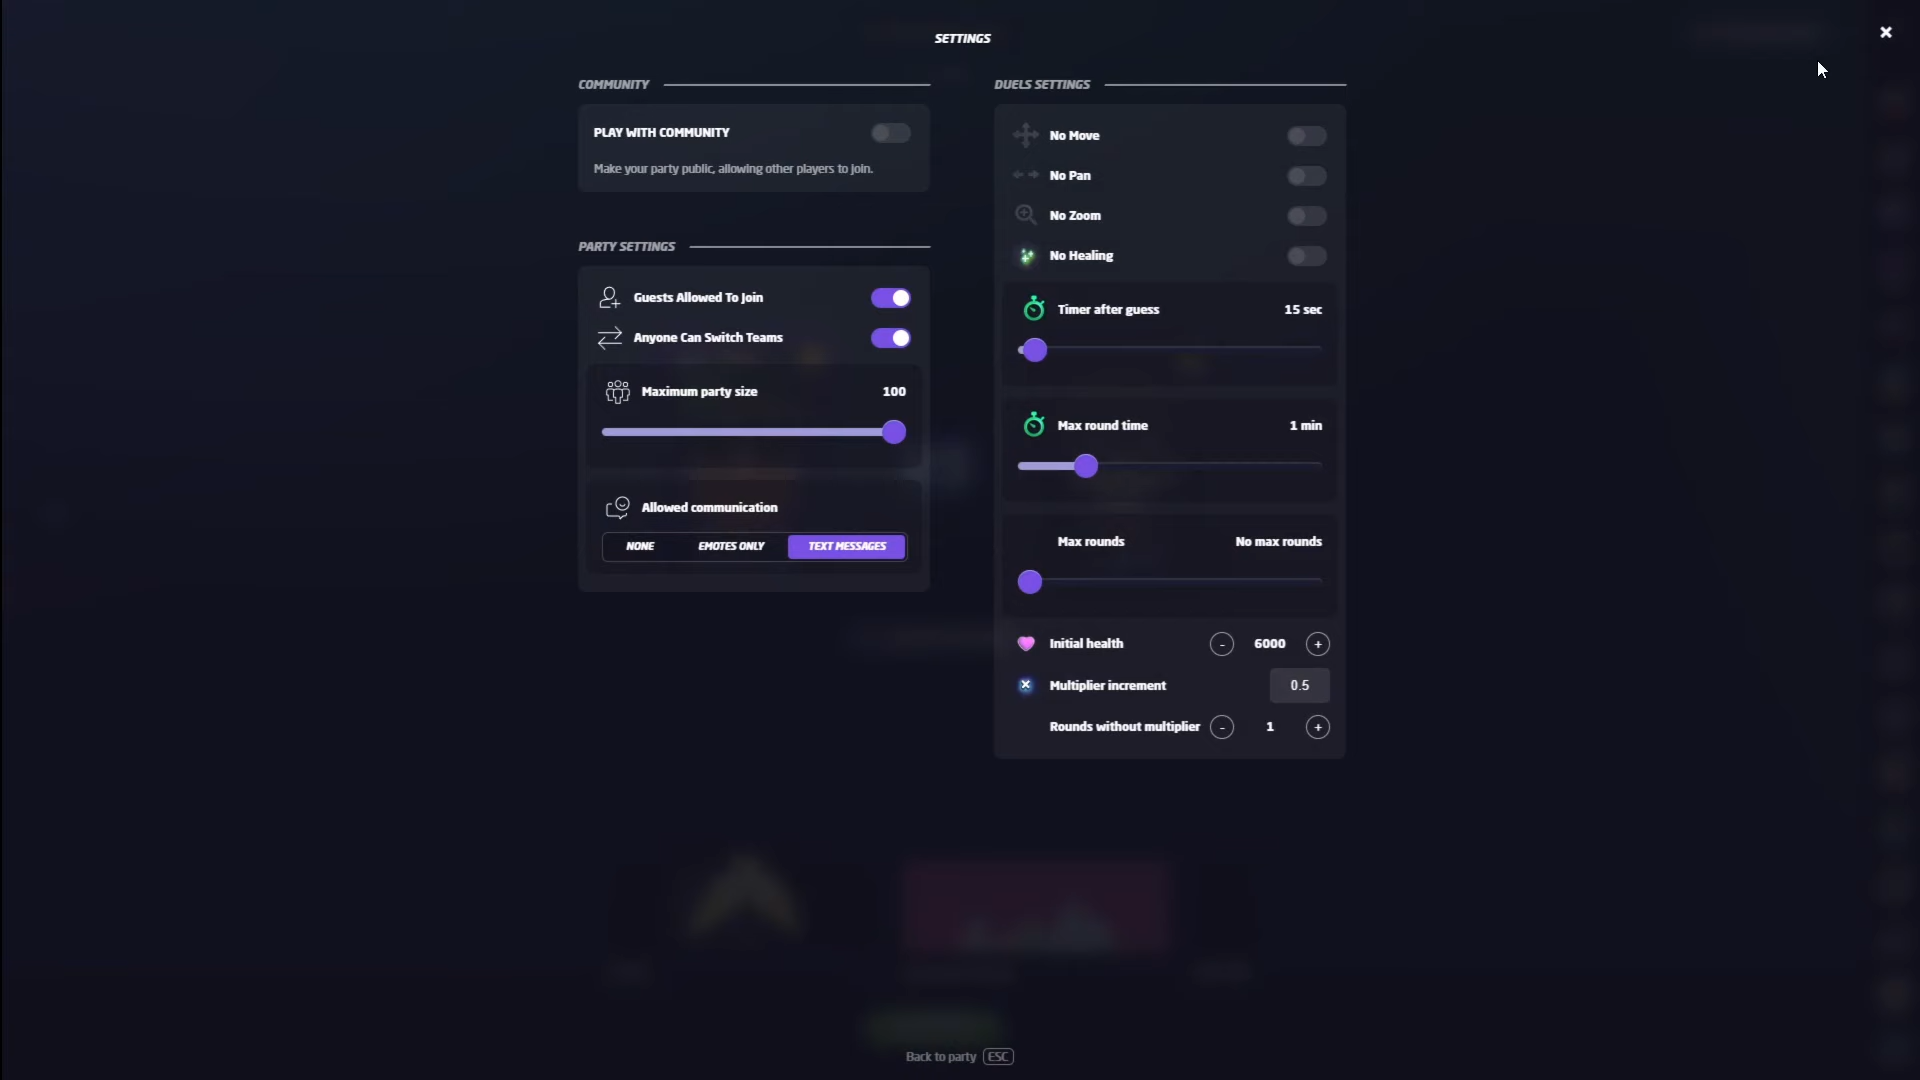 SETTINGS
COMMUNITY
PLAY WITH COMMUNITY
Make your party public, allowing other players to join.
PARTY SETTINGS
Guests Allowed To Join
Anyone Can Switch Teams
Maximum party size 100
Allowed communication
NONE EMOTES ONLY TEXT MESSAGES
DUELS SETTINGS
No Move
No Pan
No Zoom
No Healing
Timer after guess 15 sec
Max round time 1 min
Max rounds No max rounds
Initial health - 6000 +
Multiplier increment 0.5
Rounds without multiplier - 1 +
Back to party ESC